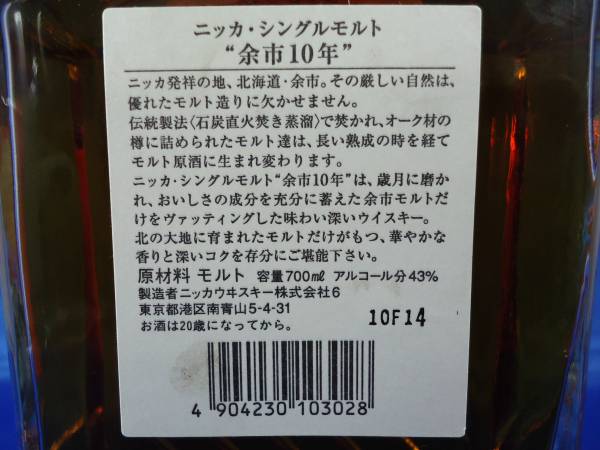 ニッカ・シングルモルト
“余市10年”
ニッカ発祥の地、北海道・余市。その厳しい自然は、
優れたモルト造りに欠かせません。
伝統製法〈石炭直火焚き蒸溜〉で焚かれ、オーク材の
樽に詰められたモルト達は、長い熟成の時を経て
モルト原酒に生まれ変わります。
ニッカ・シングルモルト“余市10年”は、歳月に磨か
れ、おいしさの成分を充分に蓄えた余市モルトだ
けをヴァッティングした味わい深いウイスキー。
北の大地に育まれたモルトだけがもつ、華やかな
香りと深いコクを存分にご堪能下さい。
原材料 モルト 容量700㎖ アルコール分43%
製造者ニッカウヰスキー株式会社6
東京都港区南青山5-4-31
お酒は20歳になってから。
10F14
4 904230 103028